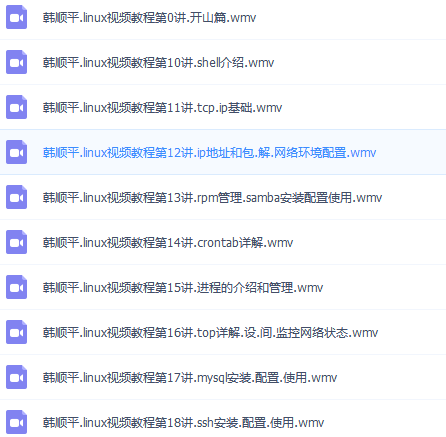 韩顺平.linux视频教程第0讲.开山篇.wmv
韩顺平.linux视频教程第10讲.shell介绍.wmv
韩顺平.linux视频教程第11讲.tcp.ip基础.wmv
韩顺平.linux视频教程第12讲.ip地址和包.解.网络环境配置.wmv
韩顺平.linux视频教程第13讲.rpm管理.samba安装配置使用.wmv
韩顺平.linux视频教程第14讲.crontab详解.wmv
韩顺平.linux视频教程第15讲.进程的介绍和管理.wmv
韩顺平.linux视频教程第16讲.top详解.设.间.监控网络状态.wmv
韩顺平.linux视频教程第17讲.mysql安装.配置.使用.wmv
韩顺平.linux视频教程第18讲.ssh安装.配置.使用.wmv